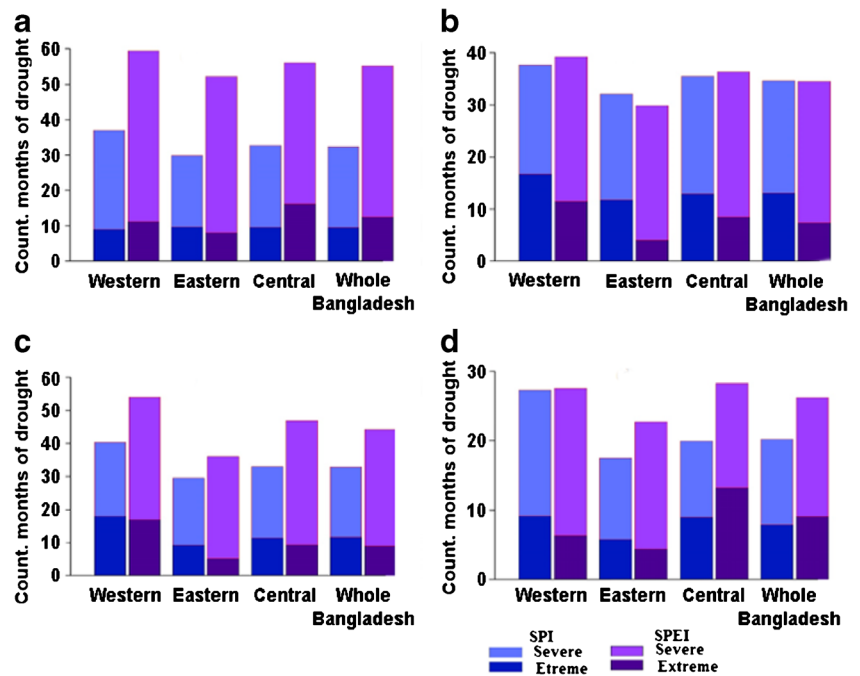 a
Count. months of drought
60
50
40
30
20
10
0
Western Eastern Central Whole
Bangladesh
b
Count. months of drought
40
30
20
10
0
Western Eastern Central Whole
Bangladesh
c
Count. months of drought
60
50
40
30
20
10
0
Western Eastern Central Whole
Bangladesh
d
Count. months of drought
30
20
10
0
Western Eastern Central Whole
Bangladesh
SPI SPEI
Severe Severe
Etreme Extreme